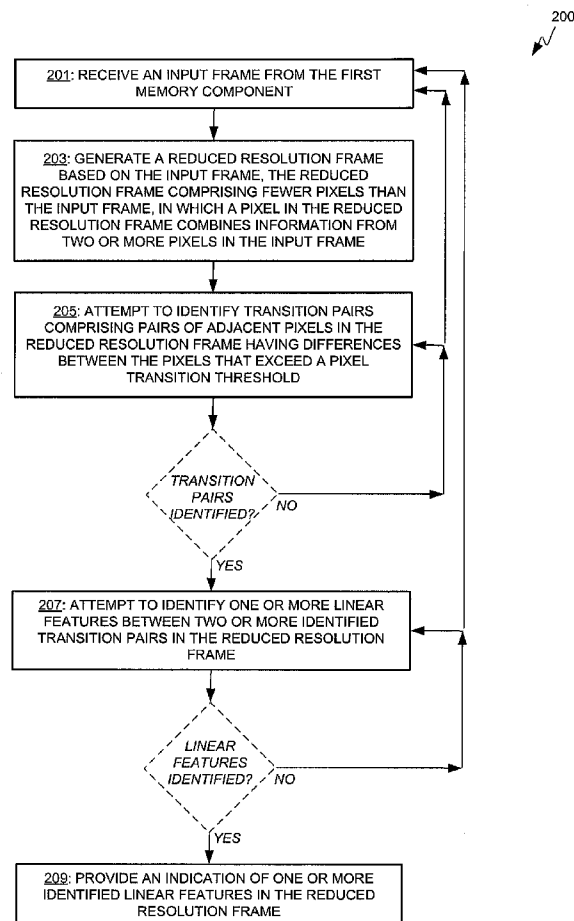 200
201: RECEIVE AN INPUT FRAME FROM THE FIRST
MEMORY COMPONENT
203: GENERATE A REDUCED RESOLUTION FRAME
BASED ON THE INPUT FRAME, THE REDUCED
RESOLUTION FRAME COMPRISING FEWER PIXELS THAN
THE INPUT FRAME, IN WHICH A PIXEL IN THE REDUCED
RESOLUTION FRAME COMBINES INFORMATION FROM
TWO OR MORE PIXELS IN THE INPUT FRAME
205: ATTEMPT TO IDENTIFY TRANSITION PAIRS
COMPRISING PAIRS OF ADJACENT PIXELS IN THE
REDUCED RESOLUTION FRAME HAVING DIFFERENCES
BETWEEN THE PIXELS THAT EXCEED A PIXEL
TRANSITION THRESHOLD
TRANSITION
PAIRS
IDENTIFIED?
NO
YES
207: ATTEMPT TO IDENTIFY ONE OR MORE LINEAR
FEATURES BETWEEN TWO OR MORE IDENTIFIED
TRANSITION PAIRS IN THE REDUCED RESOLUTION
FRAME
LINEAR
FEATURES
IDENTIFIED?
NO
YES
209: PROVIDE AN INDICATION OF ONE OR MORE
IDENTIFIED LINEAR FEATURES IN THE REDUCED
RESOLUTION FRAME